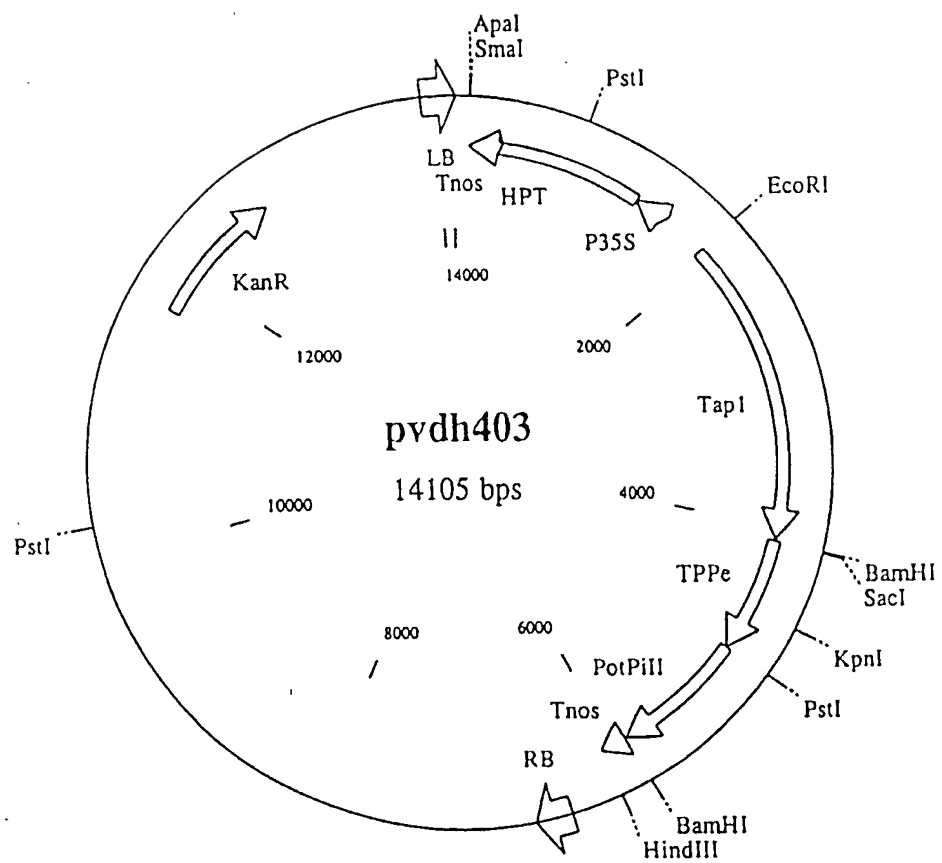 ApaI
SmaI
PstI
LB
Tnos
HPT
EcoRI
P35S
KanR
14000
12000
2000
Tap1
pvdh403
14105 bps
10000
4000
PstI
TPPe
BamHI
SacI
8000
6000
KpnI
PotPiII
PstI
Tnos
RB
BamHI
HindIII